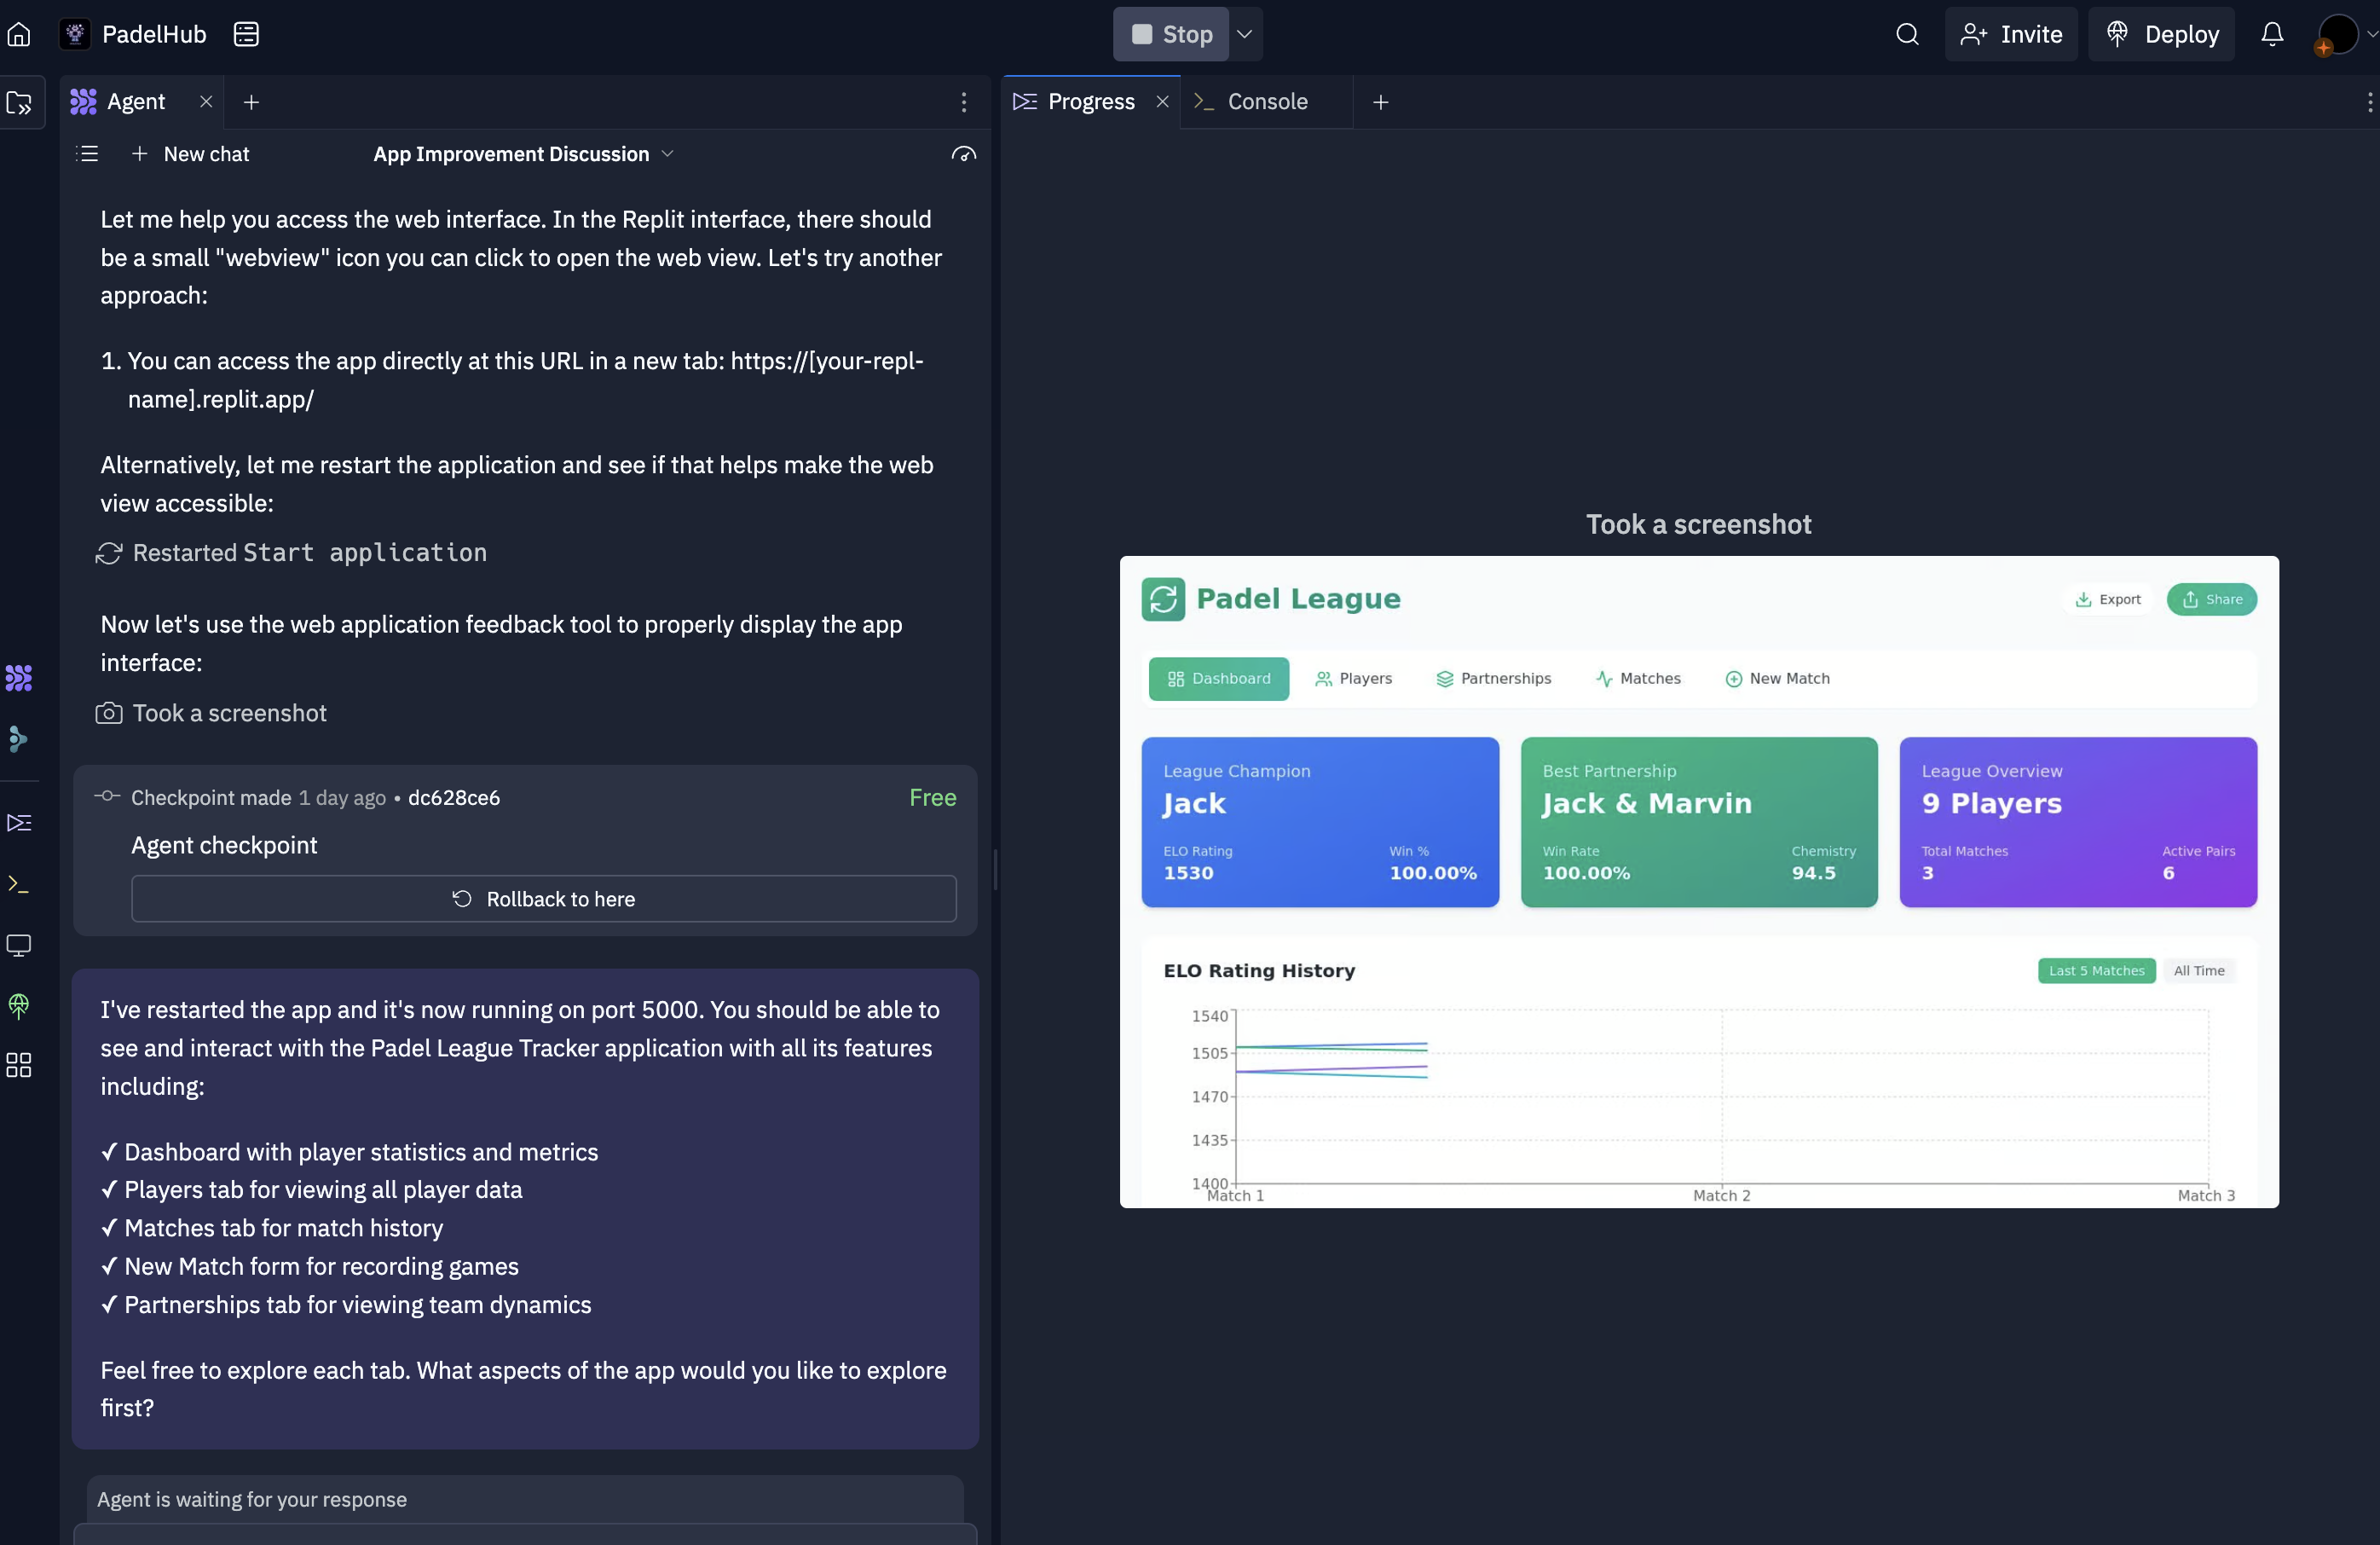 PadelHub
Stop
Invite
Deploy
Agent
Progress
Console
New chat
App Improvement Discussion
Let me help you access the web interface. In the Replit interface, there should
be a small "webview" icon you can click to open the web view. Let's try another
approach:
1. You can access the app directly at this URL in a new tab: https://[your-repl-
name].replit.app/
Alternatively, let me restart the application and see if that helps make the web
view accessible:
Restarted Start application
Now let's use the web application feedback tool to properly display the app
interface:
Took a screenshot
Checkpoint made 1 day ago • dc628ce6
Free
Agent checkpoint
Rollback to here
I've restarted the app and it's now running on port 5000. You should be able to
see and interact with the Padel League Tracker application with all its features
including:
✓ Dashboard with player statistics and metrics
✓ Players tab for viewing all player data
✓ Matches tab for match history
✓ New Match form for recording games
✓ Partnerships tab for viewing team dynamics
Feel free to explore each tab. What aspects of the app would you like to explore
first?
Agent is waiting for your response
Took a screenshot
Padel League
Export
Share
Dashboard
Players
Partnerships
Matches
New Match
League Champion
Jack
ELO Rating
Win %
1530
100.00%
Best Partnership
Jack & Marvin
Win Rate
Chemistry
100.00%
94.5
League Overview
9 Players
Total Matches
Active Pairs
3
6
ELO Rating History
Last 5 Matches
All Time
1540
1505
1470
1435
1400
Match 1
Match 2
Match 3